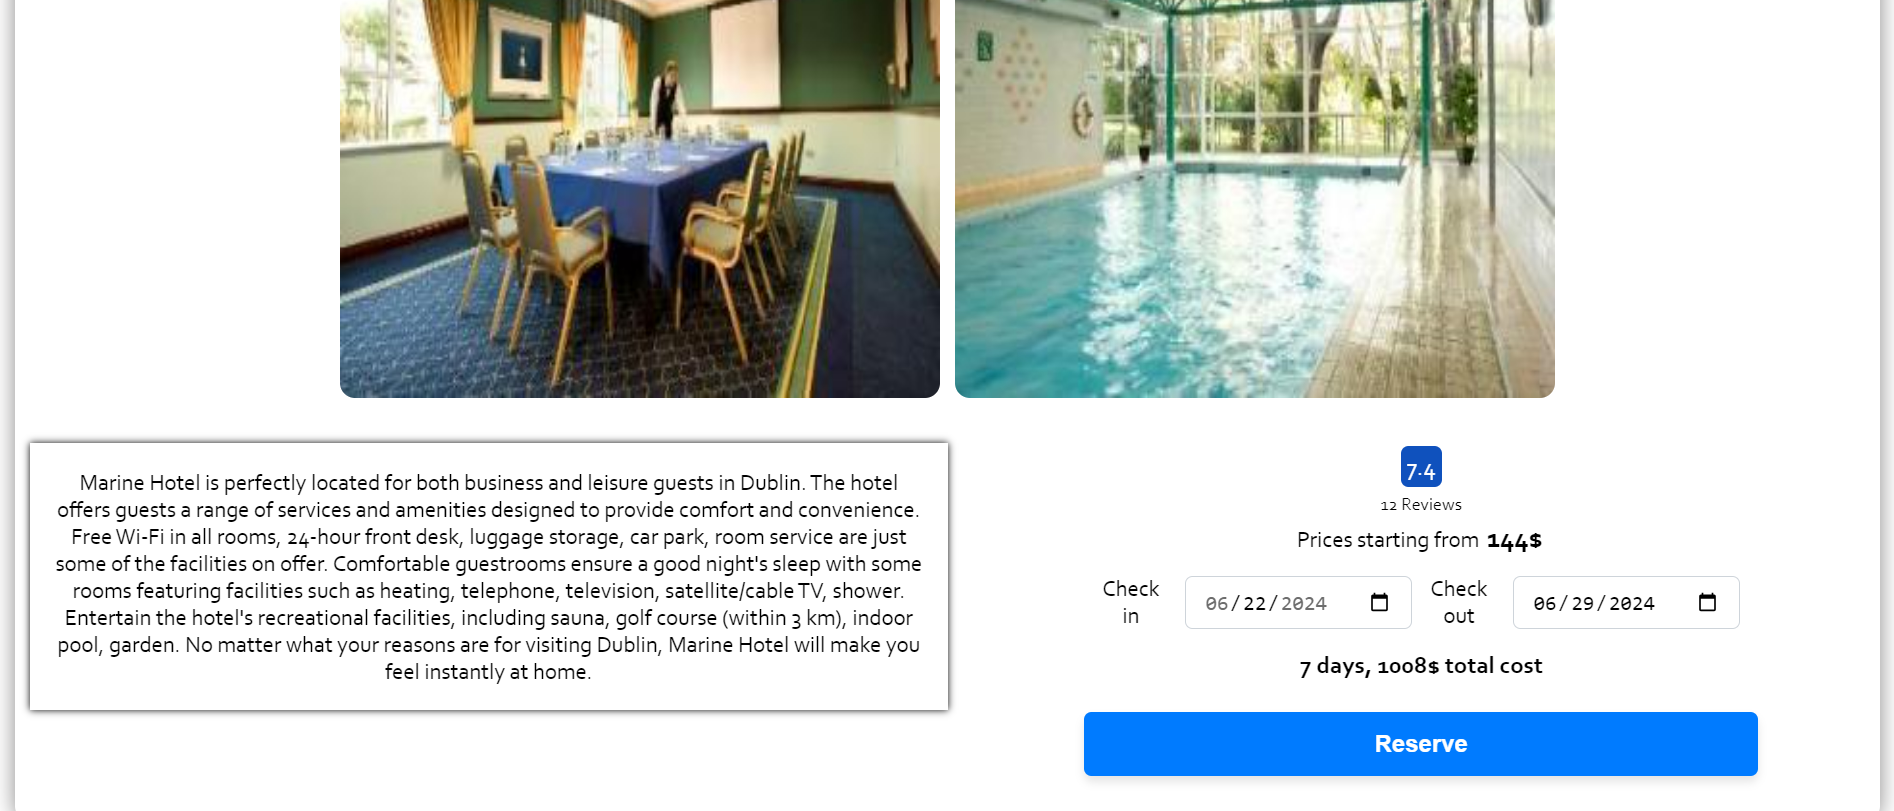 Marine Hotel is perfectly located for both business and leisure guests in Dublin. The hotel
offers guests a range of services and amenities designed to provide comfort and convenience.
Free Wi-Fi in all rooms, 24-hour front desk, luggage storage, car park, room service are just
some of the facilities on offer. Comfortable guestrooms ensure a good night's sleep with some
rooms featuring facilities such as heating, telephone, television, satellite/cable TV, shower.
Entertain the hotel's recreational facilities, including sauna, golf course (within 3 km), indoor
pool, garden. No matter what your reasons are for visiting Dublin, Marine Hotel will make you
feel instantly at home.
7.4
12 Reviews
Prices starting from 144$
Check in 06/22/2024 Check out 06/29/2024
7 days, 1008$ total cost
Reserve